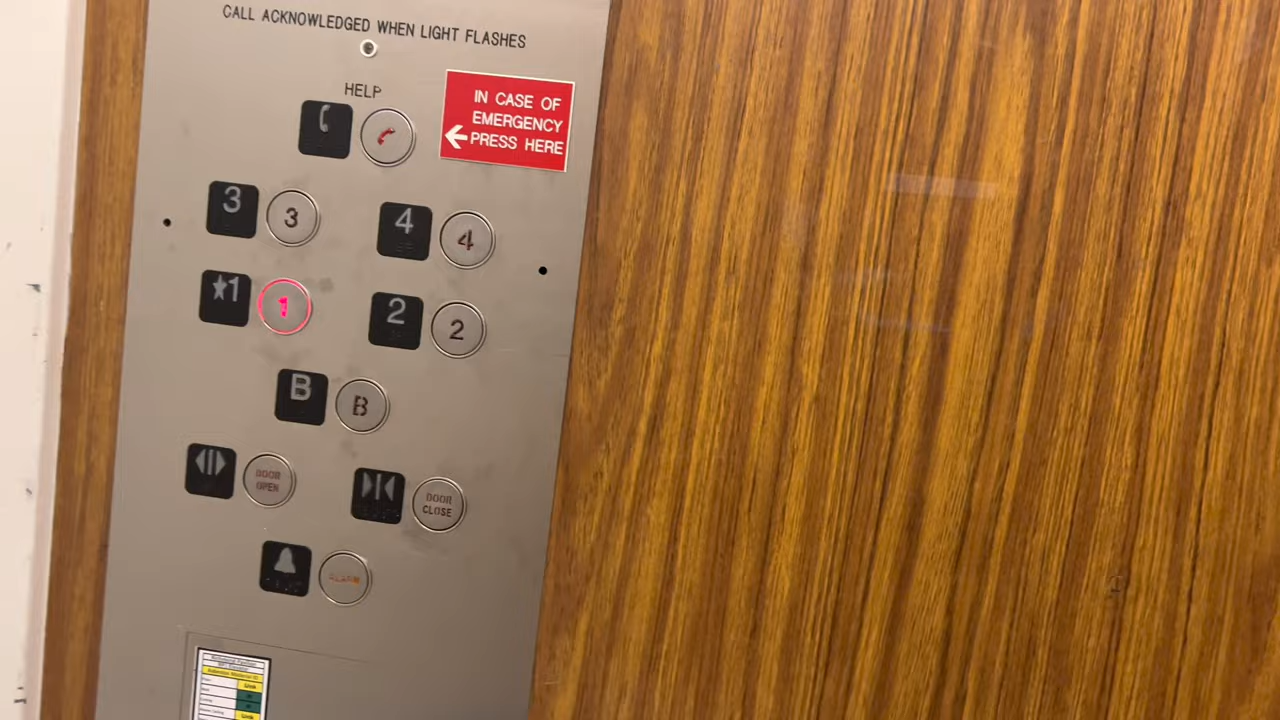 CALL ACKNOWLEDGED WHEN LIGHT FLASHES
HELP
IN CASE OF
EMERGENCY
PRESS HERE
3 3 4 4
★1 1 2 2
B B
DOOR
OPEN
DOOR
CLOSE
ALARM